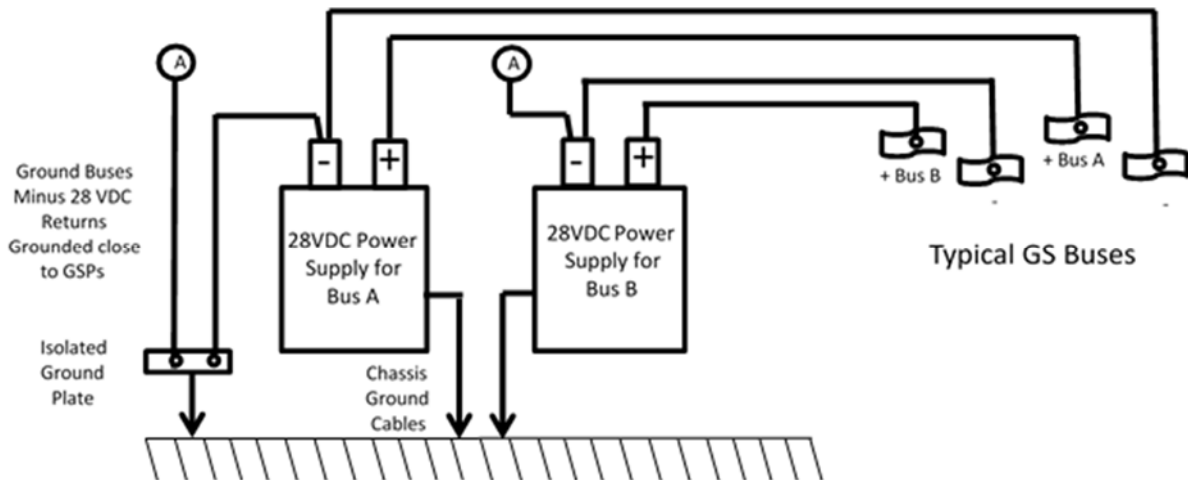 A
A
Ground Buses
Minus 28 VDC
Returns
Grounded close
to GSPs
-
+
-
+
+ Bus B
-
+ Bus A
-
28VDC Power
Supply for
Bus A
28VDC Power
Supply for
Bus B
Typical GS Buses
Isolated
Ground
Plate
Chassis
Ground
Cables